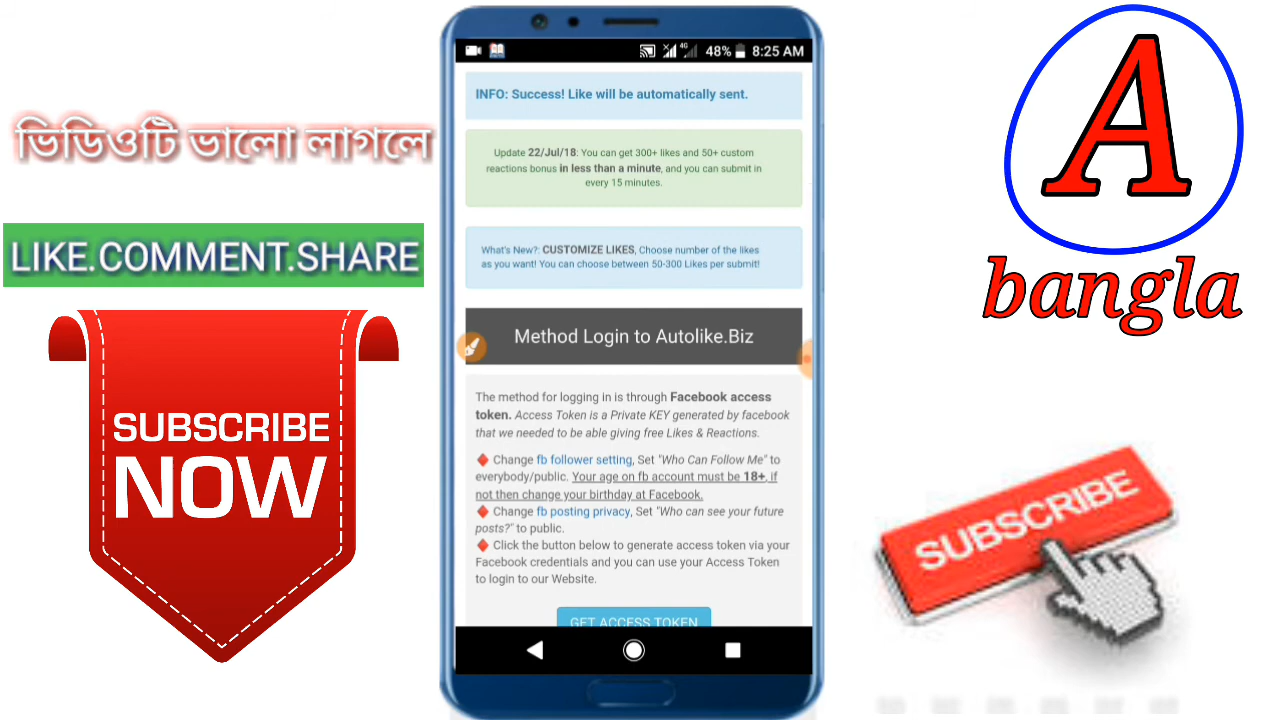 ভিডিওটি ভালো লাগলে
LIKE.COMMENT.SHARE
SUBSCRIBE
NOW
4G 48% 8:25 AM
INFO: Success! Like will be automatically sent.
Update 22/Jul/18: You can get 300+ likes and 50+ custom
reactions bonus in less than a minute, and you can submit in
every 15 minutes.
What's New?: CUSTOMIZE LIKES, Choose number of the likes
as you want! You can choose between 50-300 Likes per submit!
Method Login to Autolike.Biz
The method for logging in is through Facebook access
token. Access Token is a Private KEY generated by facebook
that we needed to be able giving free Likes & Reactions.
Change fb follower setting, Set "Who Can Follow Me" to
everybody/public. Your age on fb account must be 18+, if
not then change your birthday at Facebook.
Change fb posting privacy, Set "Who can see your future
posts?" to public.
Click the button below to generate access token via your
Facebook credentials and you can use your Access Token
to login to our Website.
GET ACCESS TOKEN
A
bangla
SUBSCRIBE